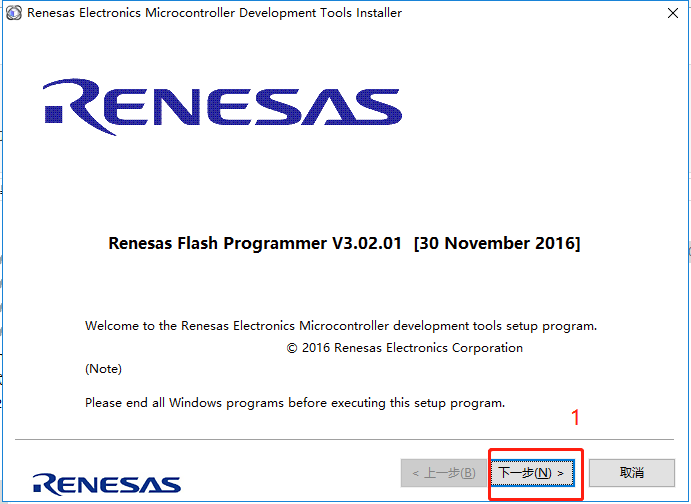 Renesas Electronics Microcontroller Development Tools Installer
RENESAS
Renesas Flash Programmer V3.02.01 [30 November 2016]
Welcome to the Renesas Electronics Microcontroller development tools setup program.
© 2016 Renesas Electronics Corporation
(Note)
Please end all Windows programs before executing this setup program.
1
RENESAS
< 上一步(B) 下一步(N) > 取消